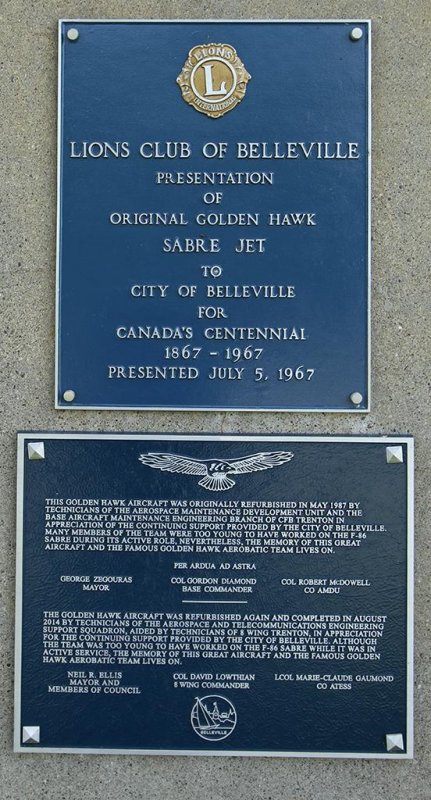 LIONS
L
INTERNATIONAL
LIONS CLUB OF BELLEVILLE
PRESENTATION
OF
ORIGINAL GOLDEN HAWK
SABRE JET
TO
CITY OF BELLEVILLE
FOR
CANADA'S CENTENNIAL
1867 - 1967
PRESENTED JULY 5, 1967
THIS GOLDEN HAWK AIRCRAFT WAS ORIGINALLY REFURBISHED IN MAY 1987 BY
TECHNICIANS OF THE AEROSPACE MAINTENANCE DEVELOPMENT UNIT AND THE
BASE AIRCRAFT MAINTENANCE ENGINEERING BRANCH OF CFB TRENTON IN
APPRECIATION OF THE CONTINUING SUPPORT PROVIDED BY THE CITY OF BELLEVILLE.
MANY MEMBERS OF THE TEAM WERE TOO YOUNG TO HAVE WORKED ON THE F-86
SABRE DURING ITS ACTIVE ROLE, NEVERTHELESS, THE MEMORY OF THIS GREAT
AIRCRAFT AND THE FAMOUS GOLDEN HAWK AEROBATIC TEAM LIVES ON.
PER ARDUA AD ASTRA
GEORGE ZEGOURAS COL GORDON DIAMOND COL ROBERT McDOWELL
MAYOR BASE COMMANDER CO AMDU
THE GOLDEN HAWK AIRCRAFT WAS REFURBISHED AGAIN AND COMPLETED IN AUGUST
2014 BY TECHNICIANS OF THE AEROSPACE AND TELECOMMUNICATIONS ENGINEERING
SUPPORT SQUADRON, AIDED BY TECHNICIANS OF 8 WING TRENTON, IN APPRECIATION
FOR THE CONTINUING SUPPORT PROVIDED BY THE CITY OF BELLEVILLE. ALTHOUGH
THE TEAM WAS TOO YOUNG TO HAVE WORKED ON THE F-86 SABRE WHILE IT WAS IN
ACTIVE SERVICE, THE MEMORY OF THIS GREAT AIRCRAFT AND THE FAMOUS GOLDEN
HAWK AEROBATIC TEAM LIVES ON.
NEIL R. ELLIS COL DAVID LOWTHIAN LCOL MARIE-CLAUDE GAUMOND
MAYOR AND 8 WING COMMANDER CO ATESS
MEMBERS OF COUNCIL
BELLEVILLE